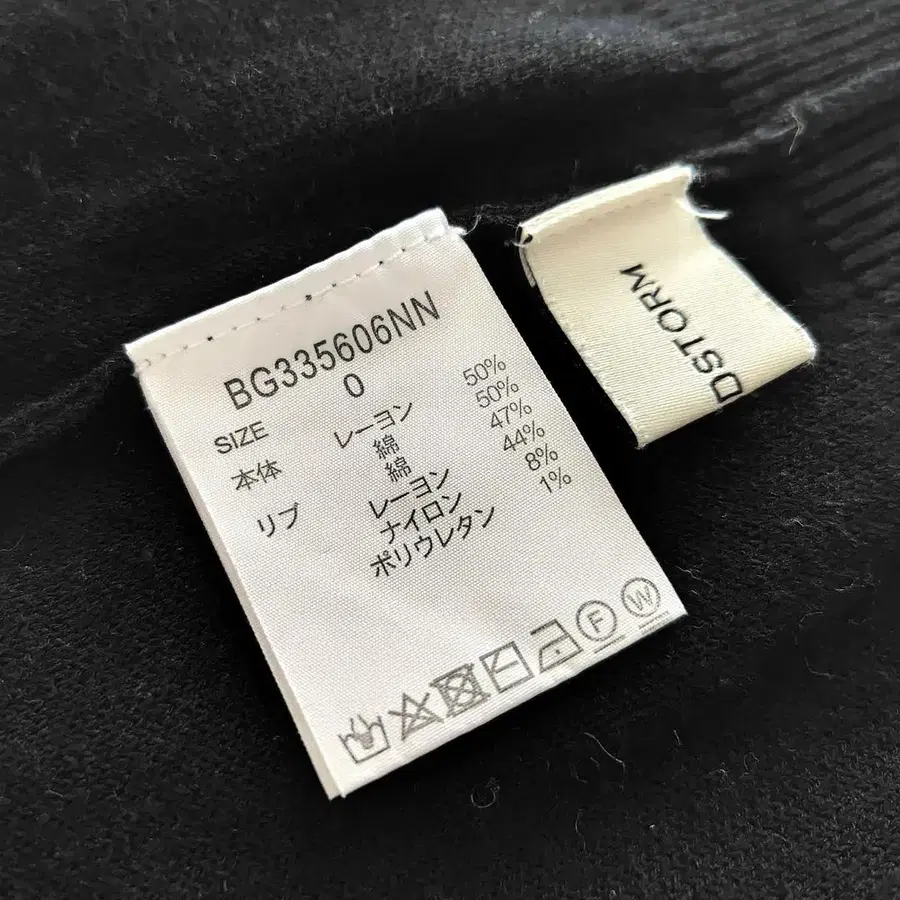 BG335606NN
SIZE 0
本体 レーヨン 50%
綿 50%
リブ 綿 47%
レーヨン 44%
ナイロン 8%
ポリウレタン 1%
F W
DSTORM